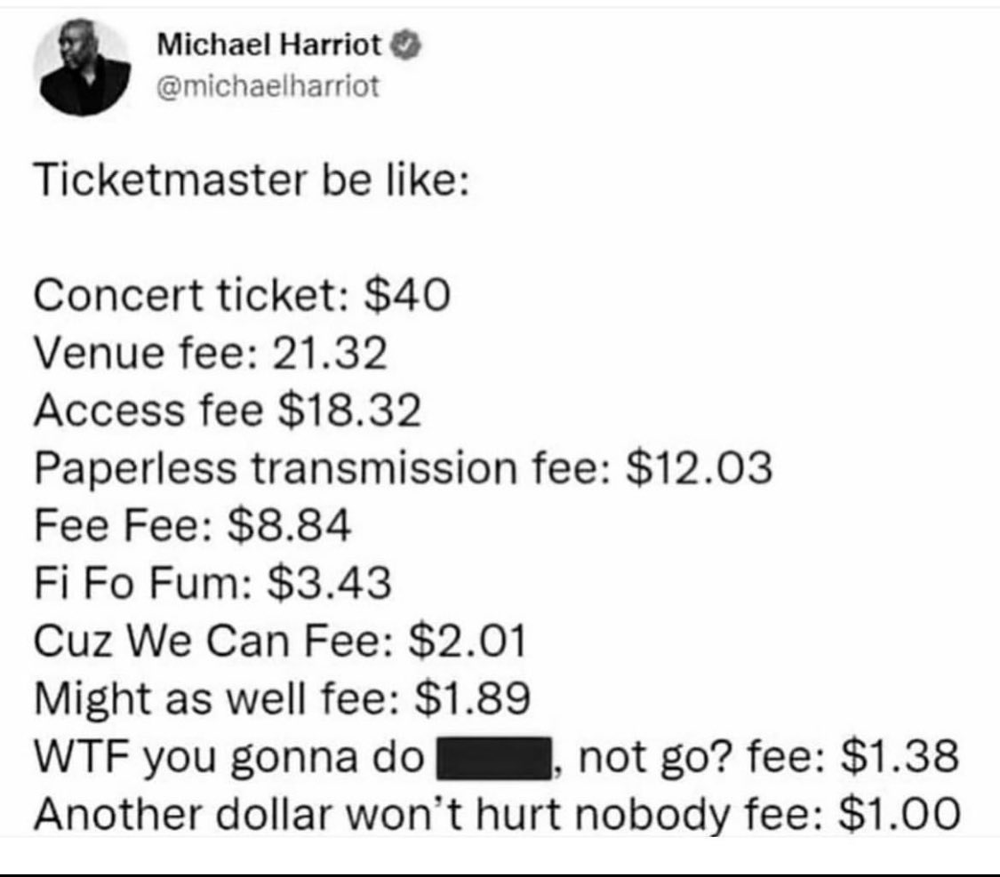 Michael Harriot
@michaelharriot
Ticketmaster be like:
Concert ticket: $40
Venue fee: 21.32
Access fee $18.32
Paperless transmission fee: $12.03
Fee Fee: $8.84
Fi Fo Fum: $3.43
Cuz We Can Fee: $2.01
Might as well fee: $1.89
WTF you gonna do , not go? fee: $1.38
Another dollar won’t hurt nobody fee: $1.00